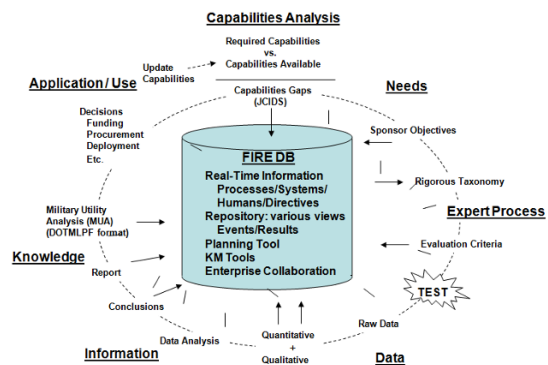 Capabilities Analysis
Required Capabilities
vs.
Capabilities Available
Update
Capabilities
Application / Use
Capabilities Gaps
(JCIDS)
Needs
Decisions
Funding
Procurement
Deployment
Etc.
Sponsor Objectives
FIRE DB
Real-Time Information
Processes/Systems/
Humans/Directives
Repository: various views
Events/Results
Planning Tool
KM Tools
Enterprise Collaboration
Rigorous Taxonomy
Expert Process
Military Utility
Analysis (MUA)
(DOTMLPF format)
Evaluation Criteria
Knowledge
Report
TEST
Conclusions
Raw Data
Data Analysis
Quantitative
+
Qualitative
Information
Data